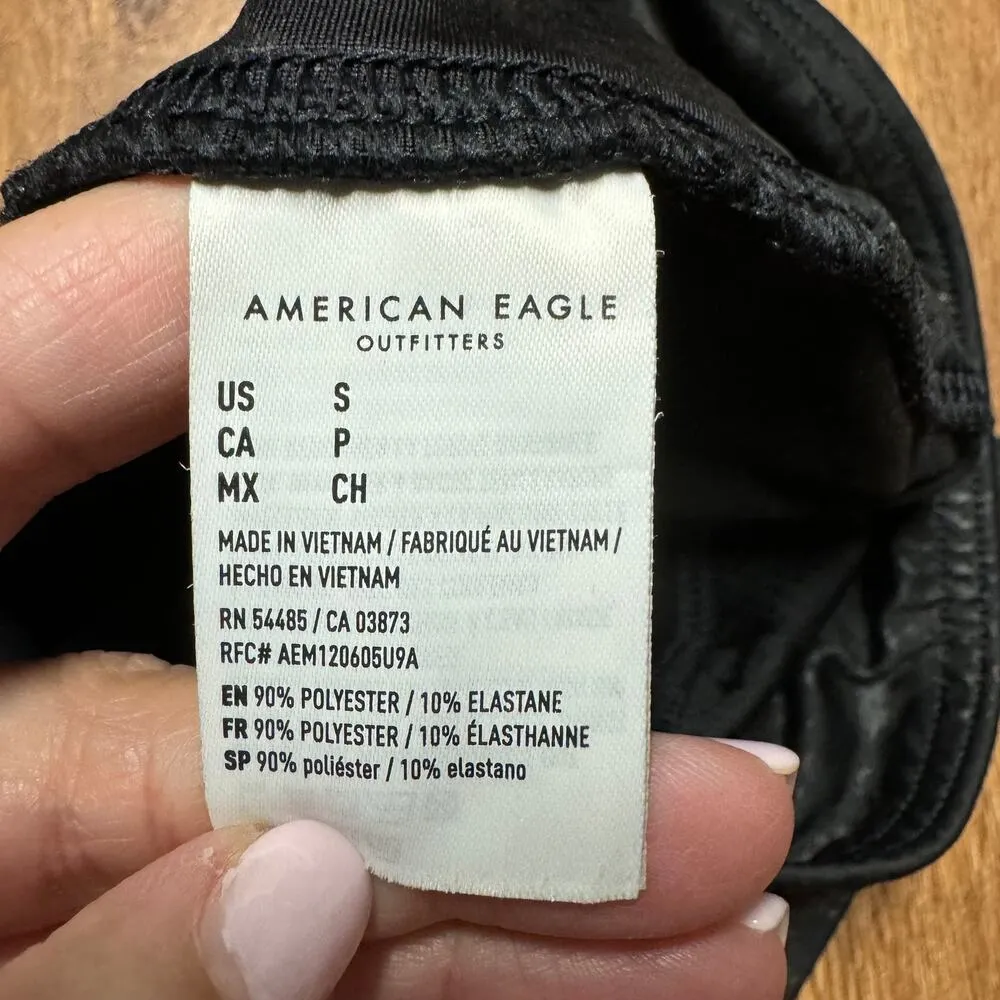 AMERICAN EAGLE
OUTFITTERS
US S
CA P
MX CH
MADE IN VIETNAM / FABRIQUÉ AU VIETNAM /
HECHO EN VIETNAM
RN 54485 / CA 03873
RFC# AEM120605U9A
EN 90% POLYESTER / 10% ELASTANE
FR 90% POLYESTER / 10% ÉLASTHANNE
SP 90% poliéster / 10% elastano